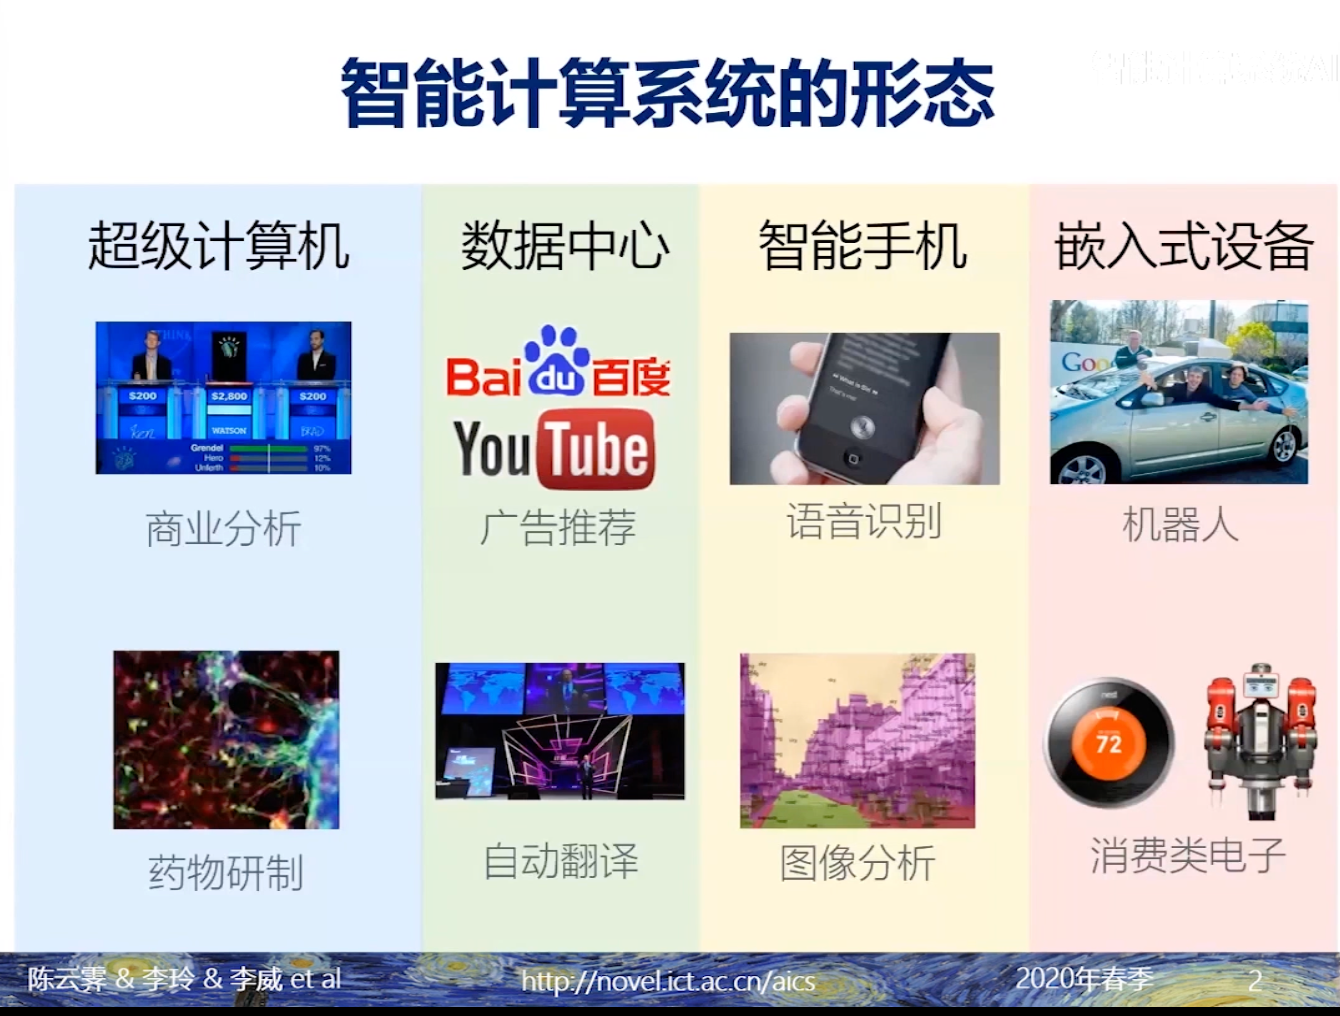 智能计算系统的形态
超级计算机
数据中心
智能手机
嵌入式设备
THINK
$200
$2,800
$200
WATSON
Grendel 97%
Hero 12%
Unferth 10%
Bai du 百度
YouTube
Goo
商业分析
广告推荐
语音识别
机器人
nest
72
药物研制
自动翻译
图像分析
消费类电子
陈云霁 & 李玲 & 李威 et al
http://novel.ict.ac.cn/aics
2020年春季
2